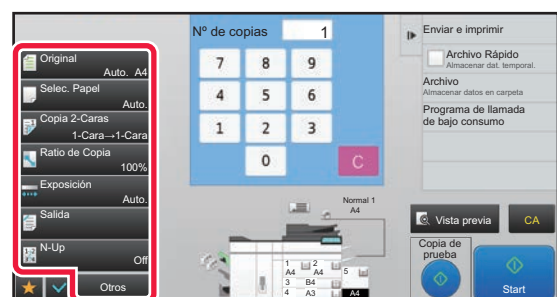 Original
Auto. A4
Selec. Papel
Auto.
Copia 2-Caras
1-Cara→1-Cara
Ratio de Copia
100%
Exposición
Auto.
Salida
N-Up
Off
Otros
Nº de copias
1
7 8 9
4 5 6
1 2 3
0 C
Normal 1
A4
1 A4
2 A4
3 B4
4 A3
5 A4
Enviar e imprimir
Archivo Rápido
Almacenar dat. temporal.
Archivo
Almacenar datos en carpeta
Programa de llamada
de bajo consumo
Vista previa
CA
Copia de
prueba
Start